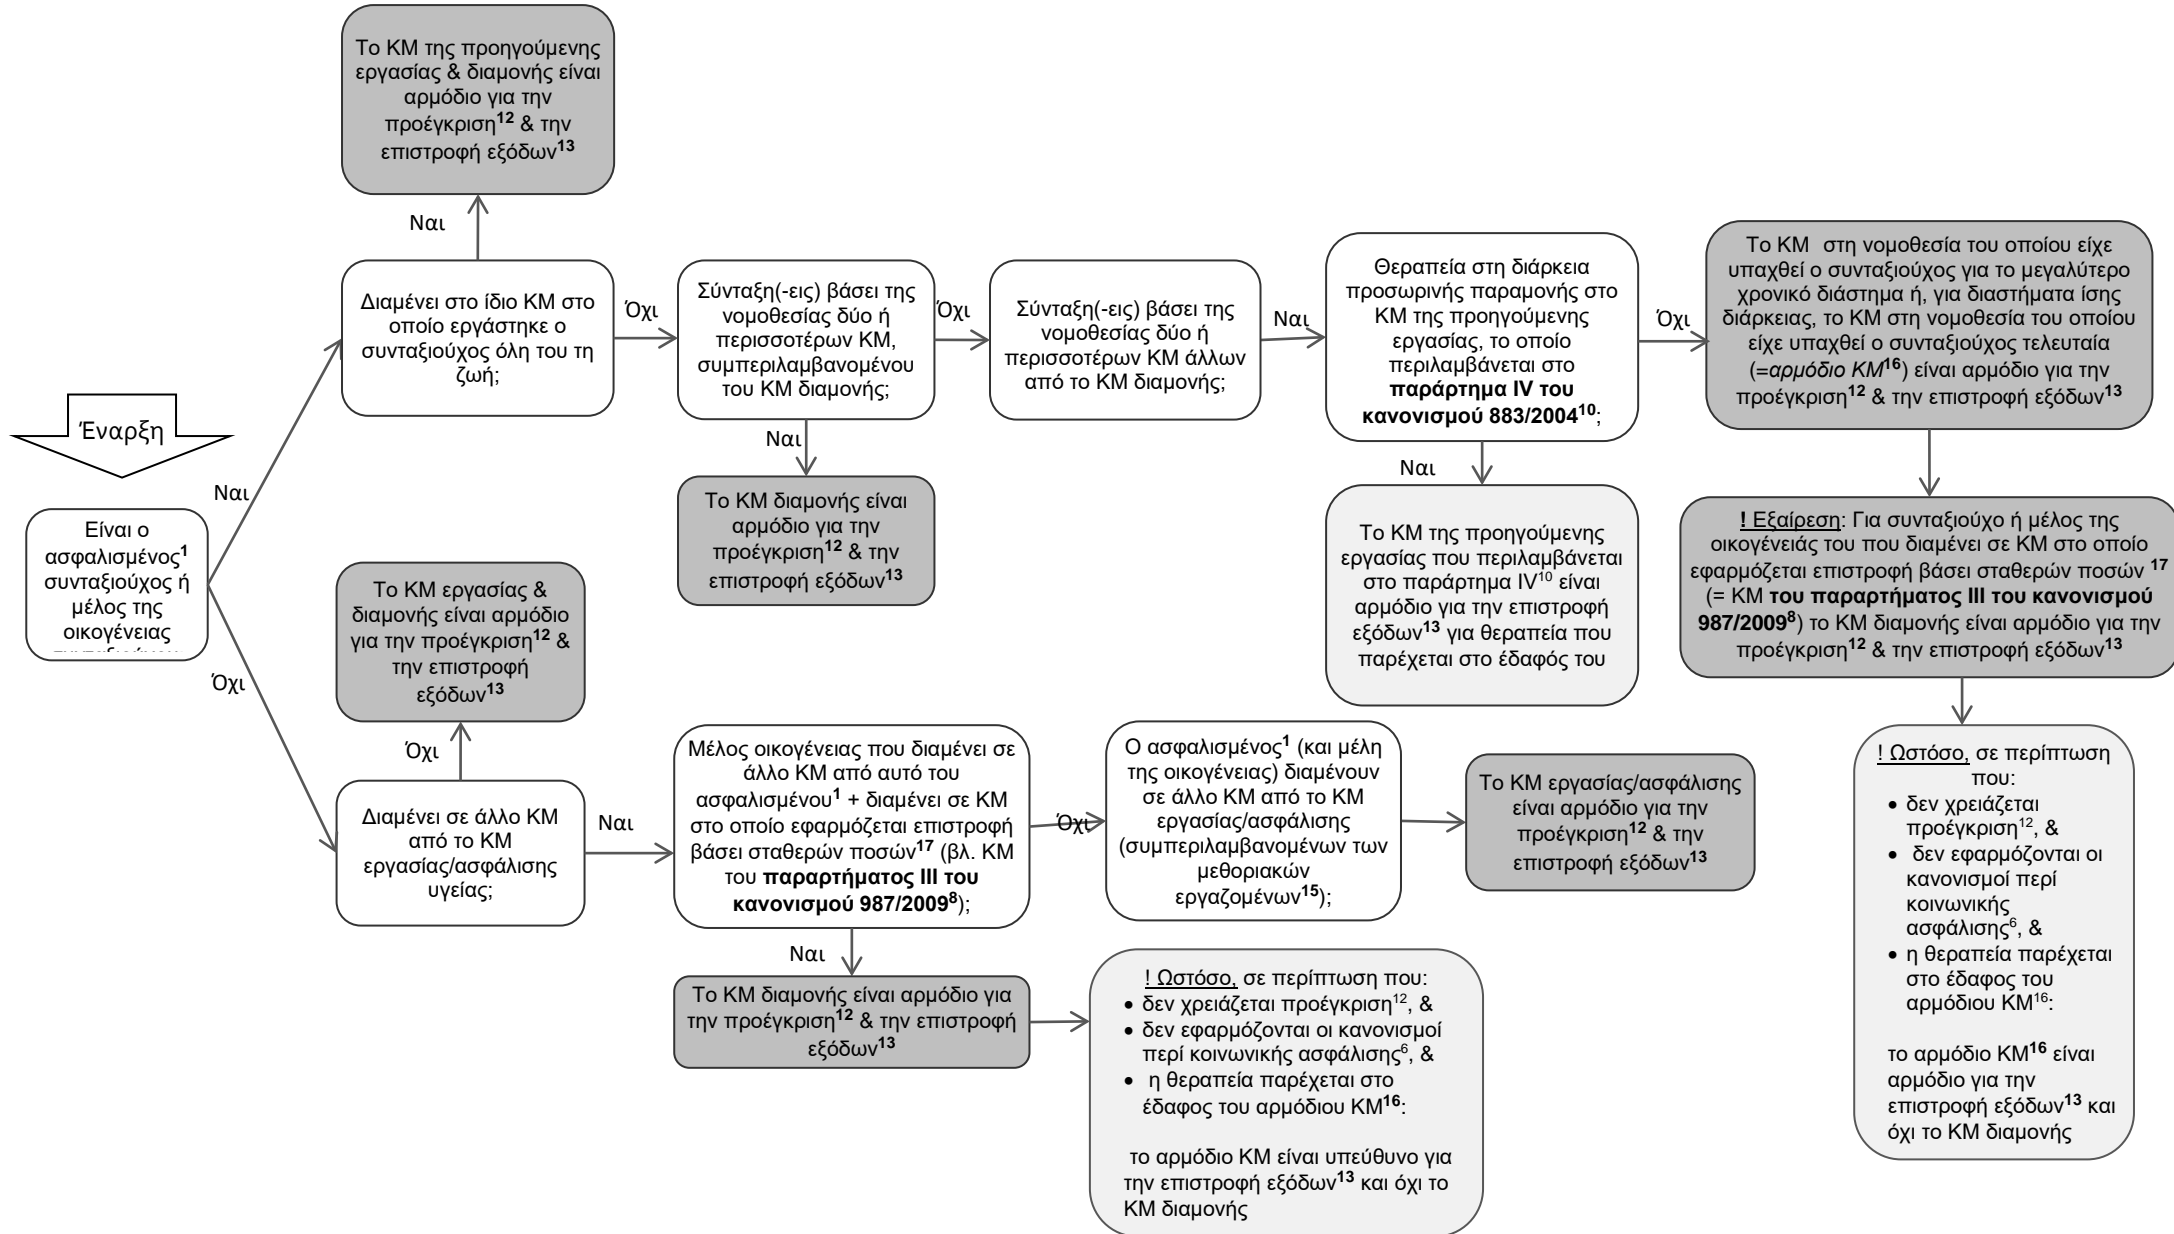 Το ΚΜ της προηγούμενης
εργασίας & διαμονής είναι
αρμόδιο για την
προέγκριση12 & την
επιστροφή εξόδων13
Ναι
Διαμένει στο ίδιο ΚΜ στο
οποίο εργάστηκε ο
συνταξιούχος όλη του τη
ζωή;
Όχι
Σύνταξη(-εις) βάσει της
νομοθεσίας δύο ή
περισσοτέρων ΚΜ,
συμπεριλαμβανομένου
του ΚΜ διαμονής;
Όχι
Σύνταξη(-εις) βάσει της
νομοθεσίας δύο ή
περισσοτέρων ΚΜ άλλων
από το ΚΜ διαμονής;
Ναι
Θεραπεία στη διάρκεια
προσωρινής παραμονής στο
ΚΜ της προηγούμενης
εργασίας, το οποίο
περιλαμβάνεται στο
παράρτημα IV του
κανονισμού 883/200410;
Όχι
Το ΚΜ στη νομοθεσία του οποίου είχε
υπαχθεί ο συνταξιούχος για το μεγαλύτερο
χρονικό διάστημα ή, για διαστήματα ίσης
διάρκειας, το ΚΜ στη νομοθεσία του οποίου
είχε υπαχθεί ο συνταξιούχος τελευταία
(=αρμόδιο ΚΜ16) είναι αρμόδιο για την
προέγκριση12 & την επιστροφή εξόδων13
Έναρξη
Ναι
Είναι ο
ασφαλισμένος1
συνταξιούχος ή
μέλος της
οικογένειας
Όχι
Ναι
Το ΚΜ διαμονής είναι
αρμόδιο για την
προέγκριση12 & την
επιστροφή εξόδων13
Ναι
Το ΚΜ της προηγούμενης
εργασίας που περιλαμβάνεται
στο παράρτημα IV10 είναι
αρμόδιο για την επιστροφή
εξόδων13 για θεραπεία που
παρέχεται στο έδαφός του
! Εξαίρεση: Για συνταξιούχο ή μέλος της
οικογένειάς του που διαμένει σε ΚΜ στο οποίο
εφαρμόζεται επιστροφή βάσει σταθερών ποσών 17
(= ΚΜ του παραρτήματος III του κανονισμού
987/20098) το ΚΜ διαμονής είναι αρμόδιο για την
προέγκριση12 & την επιστροφή εξόδων13
Το ΚΜ εργασίας &
διαμονής είναι αρμόδιο
για την προέγκριση12 &
την επιστροφή
εξόδων13
Όχι
Διαμένει σε άλλο ΚΜ
από το ΚΜ
εργασίας/ασφάλισης
υγείας;
Ναι
Μέλος οικογένειας που διαμένει σε
άλλο ΚΜ από αυτό του
ασφαλισμένου1 + διαμένει σε ΚΜ
στο οποίο εφαρμόζεται επιστροφή
βάσει σταθερών ποσών17 (βλ. ΚΜ
του παραρτήματος III του
κανονισμού 987/20098);
Όχι
Ο ασφαλισμένος1 (και μέλη
της οικογένειας) διαμένουν
σε άλλο ΚΜ από το ΚΜ
εργασίας/ασφάλισης
(συμπεριλαμβανομένων των
μεθοριακών
εργαζομένων15);
Το ΚΜ εργασίας/ασφάλισης
είναι αρμόδιο για την
προέγκριση12 & την
επιστροφή εξόδων13
Ναι
Το ΚΜ διαμονής είναι αρμόδιο για
την προέγκριση12 & την επιστροφή
εξόδων13
! Ωστόσο, σε περίπτωση που:
• δεν χρειάζεται προέγκριση12, &
• δεν εφαρμόζονται οι κανονισμοί
περί κοινωνικής ασφάλισης6, &
• η θεραπεία παρέχεται στο
έδαφος του αρμόδιου ΚΜ16:
το αρμόδιο ΚΜ είναι υπεύθυνο για
την επιστροφή εξόδων13 και όχι το
ΚΜ διαμονής
! Ωστόσο, σε περίπτωση
που:
• δεν χρειάζεται
προέγκριση12, &
• δεν εφαρμόζονται οι
κανονισμοί περί
κοινωνικής
ασφάλισης6, &
• η θεραπεία παρέχεται
στο έδαφος του
αρμόδιου ΚΜ16:
το αρμόδιο ΚΜ16 είναι
αρμόδιο για την
επιστροφή εξόδων13 και
όχι το ΚΜ διαμονής